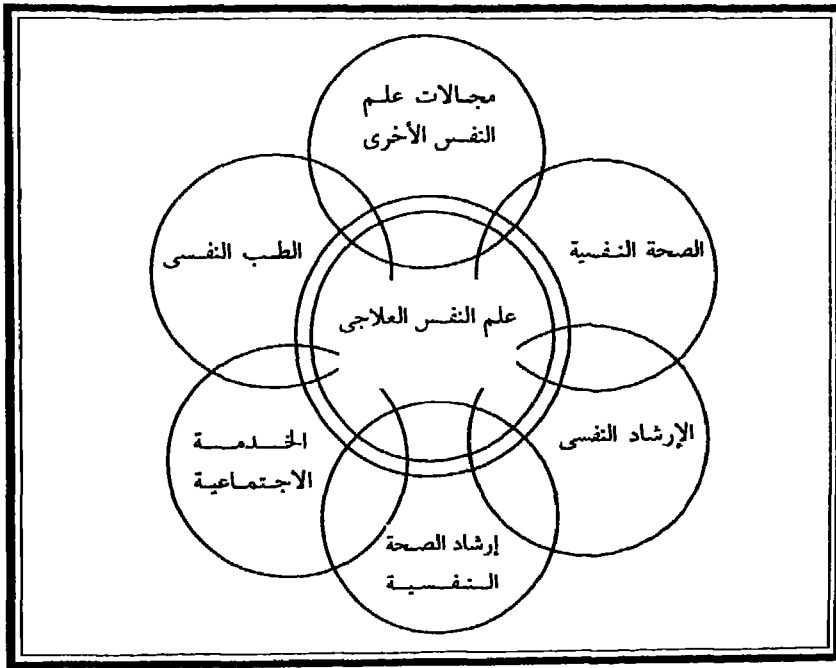 مجالات علم
النفس الأخرى
الصحة النفسية
الطب النفسى
علم النفس العلاجى
الإرشاد النفسى
الخدمة
الاجتماعية
إرشاد الصحة
النفسية